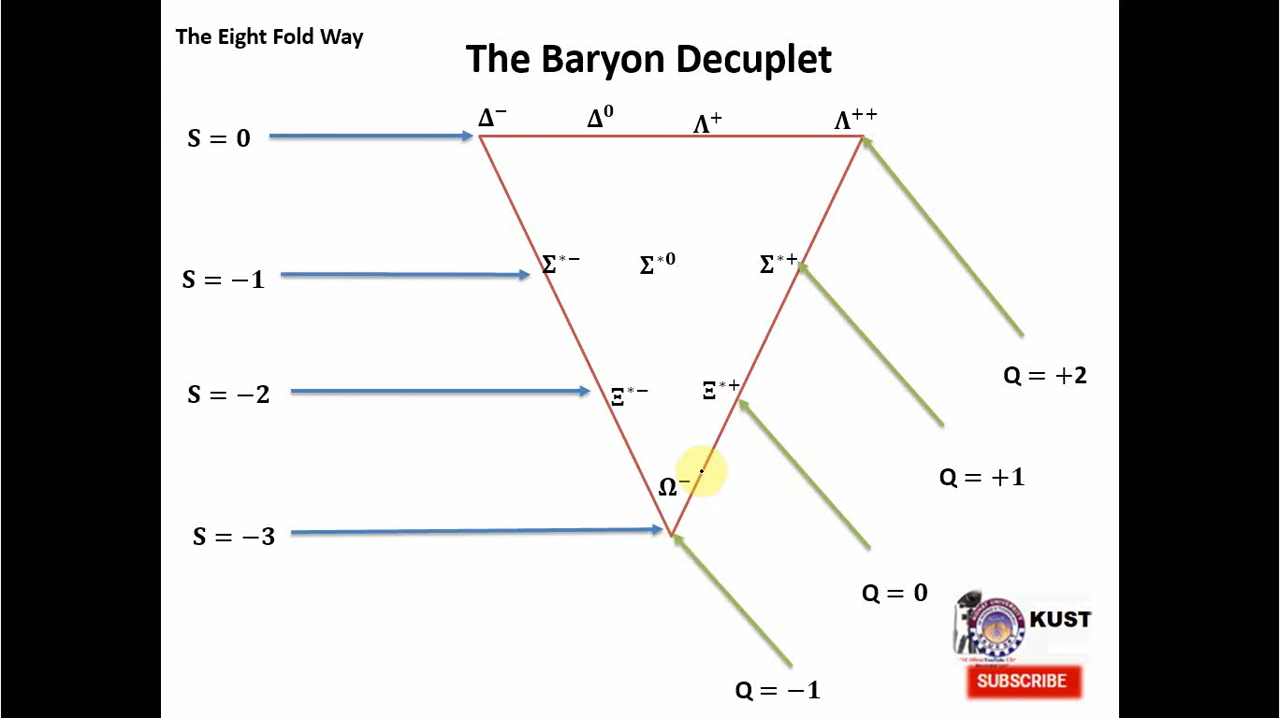 The Eight Fold Way
The Baryon Decuplet
Δ⁻ Δ⁰ Λ⁺ Λ⁺⁺
S = 0
Σ*⁻ Σ*⁰ Σ*⁺
S = −1
Ξ*⁻ Ξ*⁺
S = −2
Q = +2
Ω⁻
Q = +1
S = −3
Q = 0
KUST
SUBSCRIBE
Q = −1